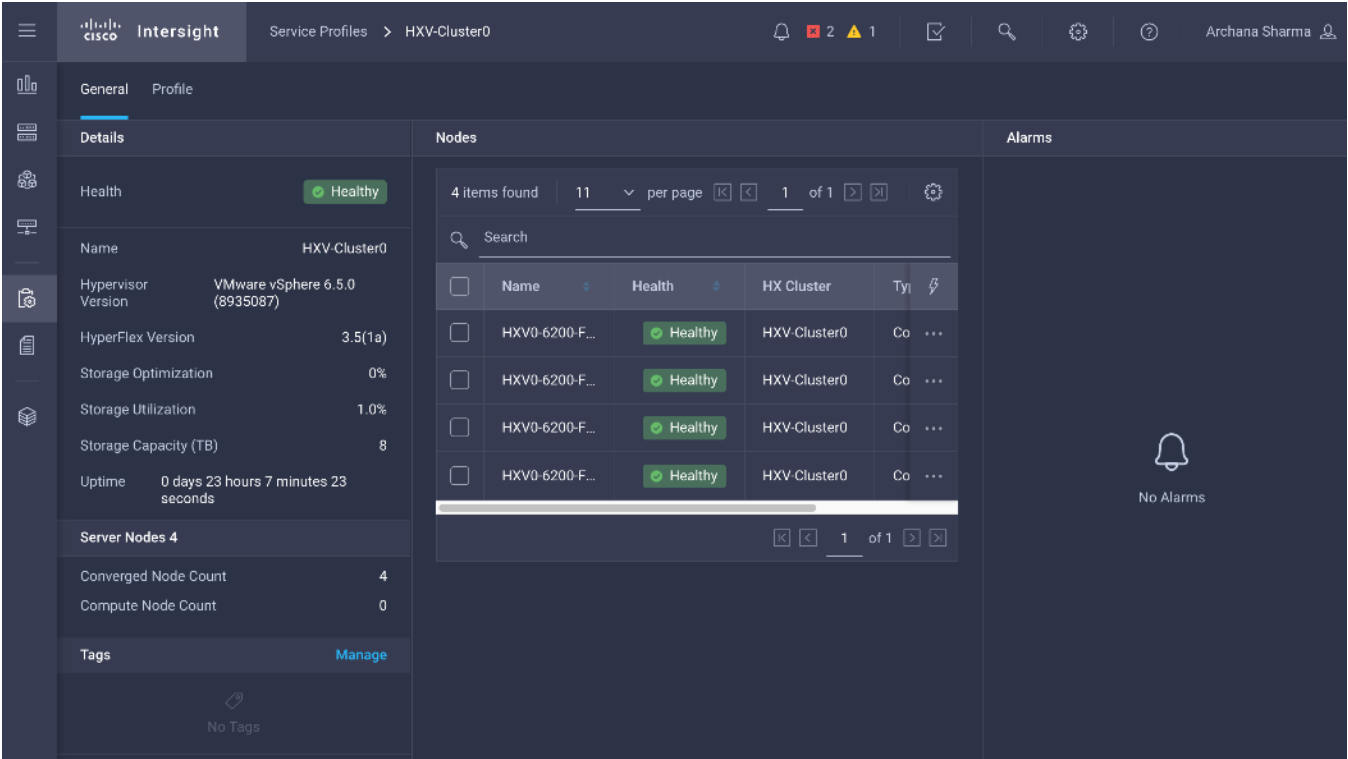 cisco Intersight Service Profiles > HXV-Cluster0 2 1 Archana Sharma
General Profile
Details
Health Healthy
Name HXV-Cluster0
Hypervisor Version VMware vSphere 6.5.0 (8935087)
HyperFlex Version 3.5(1a)
Storage Optimization 0%
Storage Utilization 1.0%
Storage Capacity (TB) 8
Uptime 0 days 23 hours 7 minutes 23 seconds
Server Nodes 4
Converged Node Count 4
Compute Node Count 0
Tags Manage
No Tags
Nodes
4 items found 11 per page 1 of 1
Search
Name Health HX Cluster Ty
HXV0-6200-F... Healthy HXV-Cluster0 Co ...
HXV0-6200-F... Healthy HXV-Cluster0 Co ...
HXV0-6200-F... Healthy HXV-Cluster0 Co ...
HXV0-6200-F... Healthy HXV-Cluster0 Co ...
1 of 1
Alarms
No Alarms